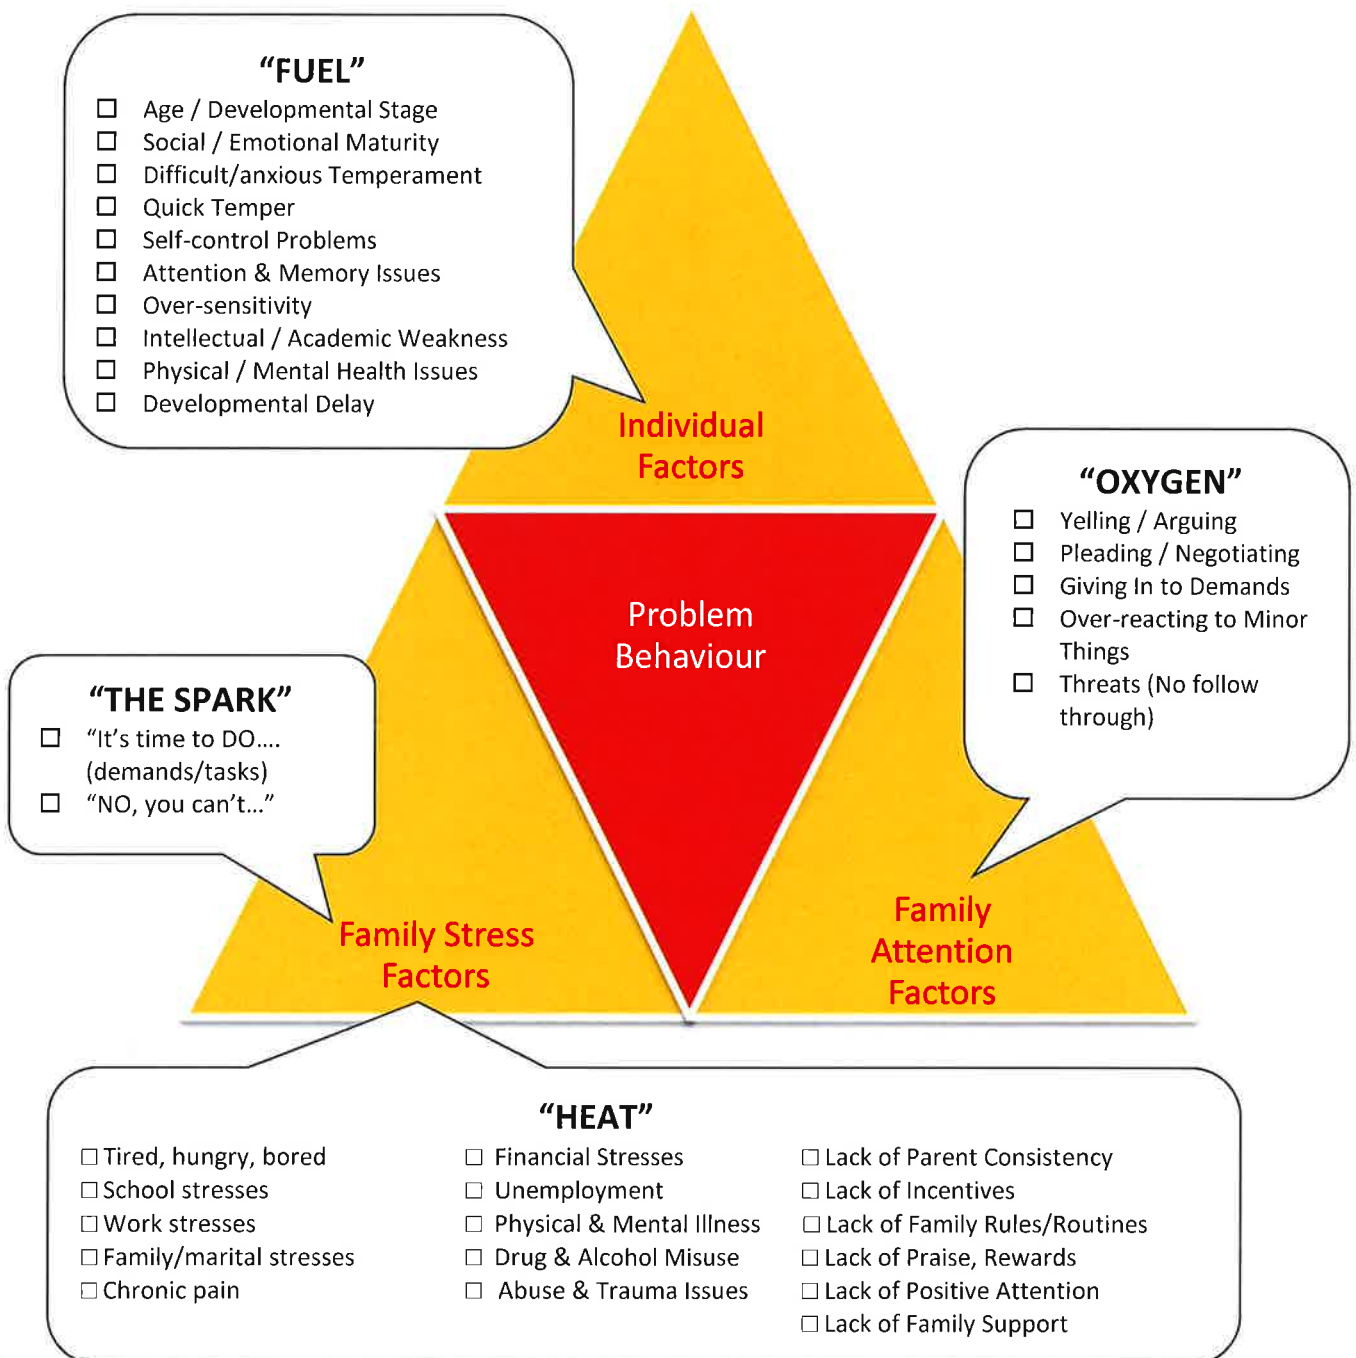 “FUEL”
☐ Age / Developmental Stage
☐ Social / Emotional Maturity
☐ Difficult/anxious Temperament
☐ Quick Temper
☐ Self-control Problems
☐ Attention & Memory Issues
☐ Over-sensitivity
☐ Intellectual / Academic Weakness
☐ Physical / Mental Health Issues
☐ Developmental Delay
Individual
Factors
“OXYGEN”
☐ Yelling / Arguing
☐ Pleading / Negotiating
☐ Giving In to Demands
☐ Over-reacting to Minor
Things
☐ Threats (No follow
through)
Problem
Behaviour
“THE SPARK”
☐ “It’s time to DO....
(demands/tasks)
☐ “NO, you can’t...”
Family Stress
Factors
Family
Attention
Factors
“HEAT”
☐ Tired, hungry, bored
☐ School stresses
☐ Work stresses
☐ Family/marital stresses
☐ Chronic pain
☐ Financial Stresses
☐ Unemployment
☐ Physical & Mental Illness
☐ Drug & Alcohol Misuse
☐ Abuse & Trauma Issues
☐ Lack of Parent Consistency
☐ Lack of Incentives
☐ Lack of Family Rules/Routines
☐ Lack of Praise, Rewards
☐ Lack of Positive Attention
☐ Lack of Family Support